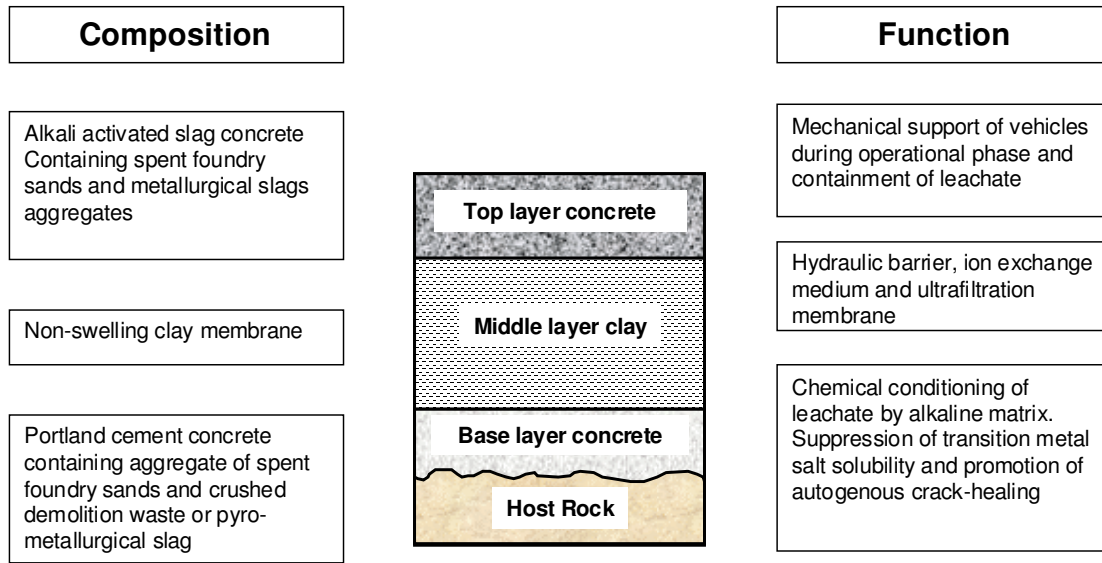 Composition
Alkali activated slag concrete
Containing spent foundry
sands and metallurgical slags
aggregates
Non-swelling clay membrane
Portland cement concrete
containing aggregate of spent
foundry sands and crushed
demolition waste or pyro-
metallurgical slag
Top layer concrete
Middle layer clay
Base layer concrete
Host Rock
Function
Mechanical support of vehicles
during operational phase and
containment of leachate
Hydraulic barrier, ion exchange
medium and ultrafiltration
membrane
Chemical conditioning of
leachate by alkaline matrix.
Suppression of transition metal
salt solubility and promotion of
autogenous crack-healing